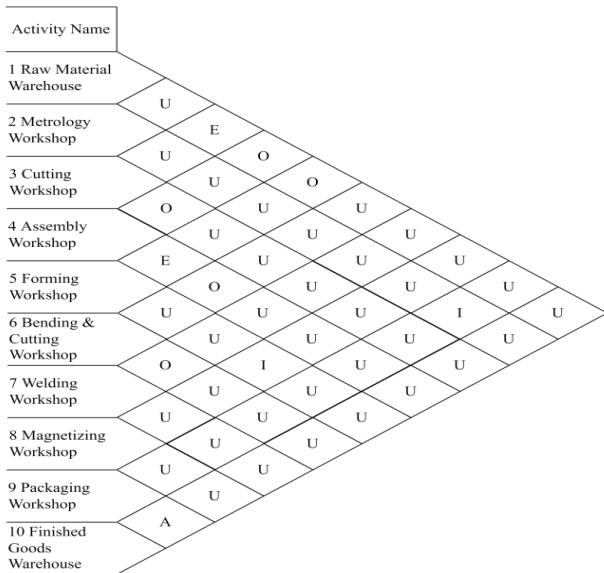 Activity Name
1 Raw Material
Warehouse
2 Metrology
Workshop
3 Cutting
Workshop
4 Assembly
Workshop
5 Forming
Workshop
6 Bending &
Cutting
Workshop
7 Welding
Workshop
8 Magnetizing
Workshop
9 Packaging
Workshop
10 Finished
Goods
Warehouse
U
E
U O
U O
O U U
U U U
E U U U
O U U U
U U U I U
U U U U
O I U U
U U U
U U U
U U
U U
U
A